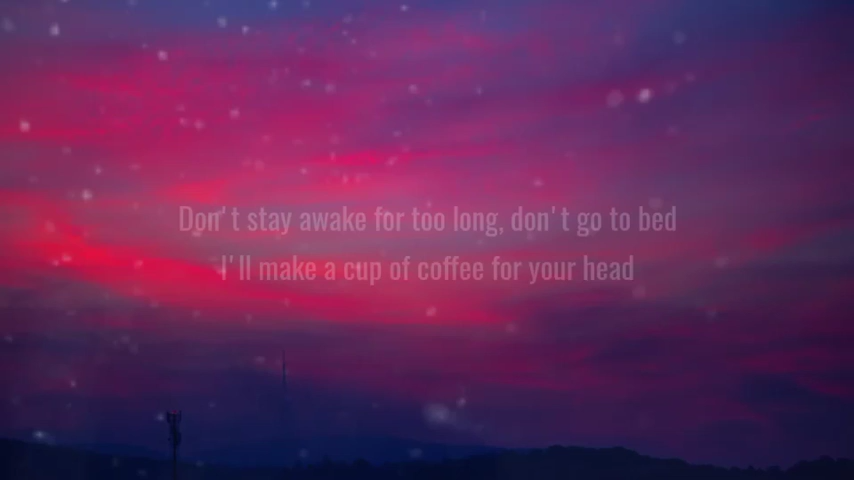 Don't stay awake for too long, don't go to bed
I'll make a cup of coffee for your head